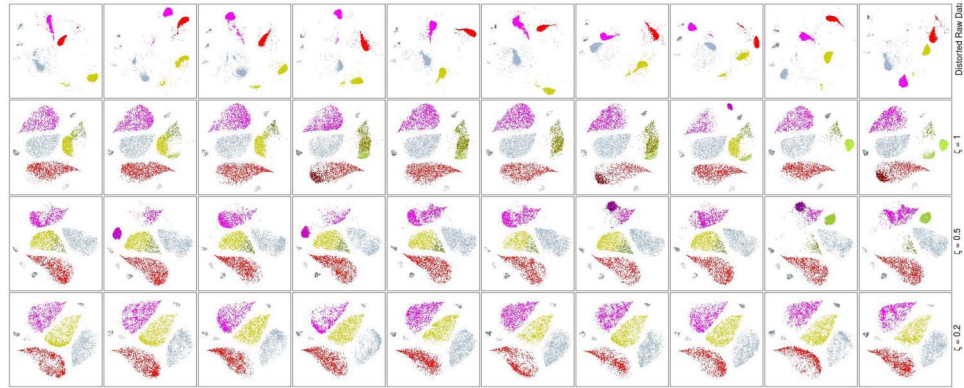 Distorted Raw Data
ζ = 1
ζ = 0.5
ζ = 0.2